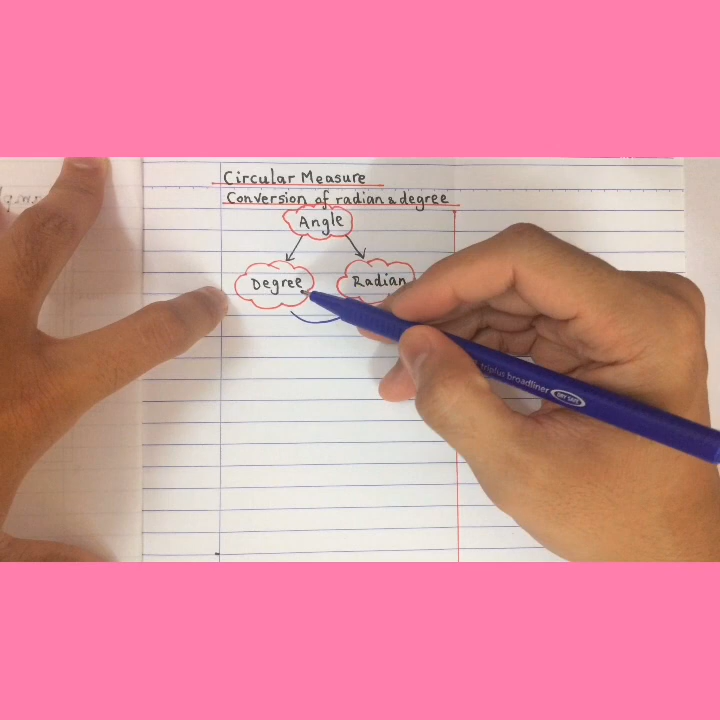 Circular Measure
Conversion of radian & degree
Angle
Degree
Radian
triplus broadliner